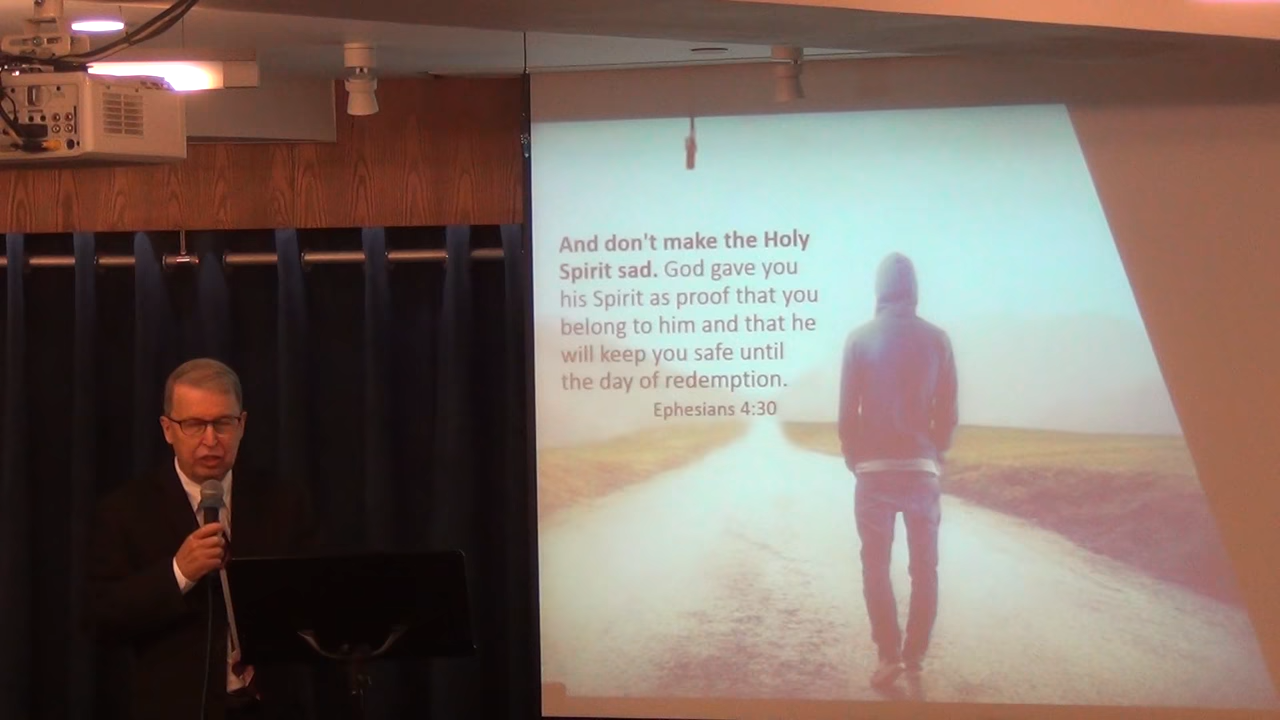 And don't make the Holy
Spirit sad. God gave you
his Spirit as proof that you
belong to him and that he
will keep you safe until
the day of redemption.
Ephesians 4:30